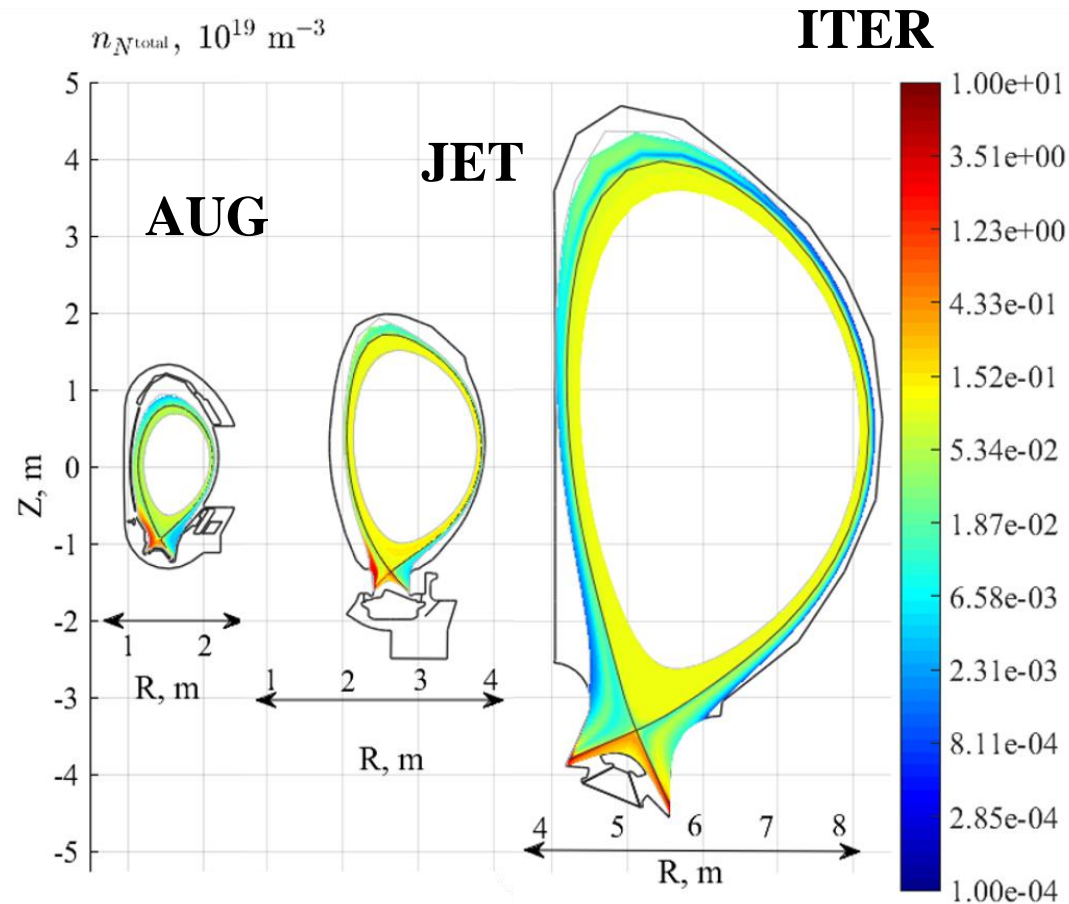 n_N^total, 10^19 m^-3
ITER
JET
AUG
5
4
3
2
1
0
-1
-2
-3
-4
-5
Z, m
1 2
R, m
1 2 3 4
R, m
4 5 6 7 8
R, m
1.00e+01
3.51e+00
1.23e+00
4.33e-01
1.52e-01
5.34e-02
1.87e-02
6.58e-03
2.31e-03
8.11e-04
2.85e-04
1.00e-04